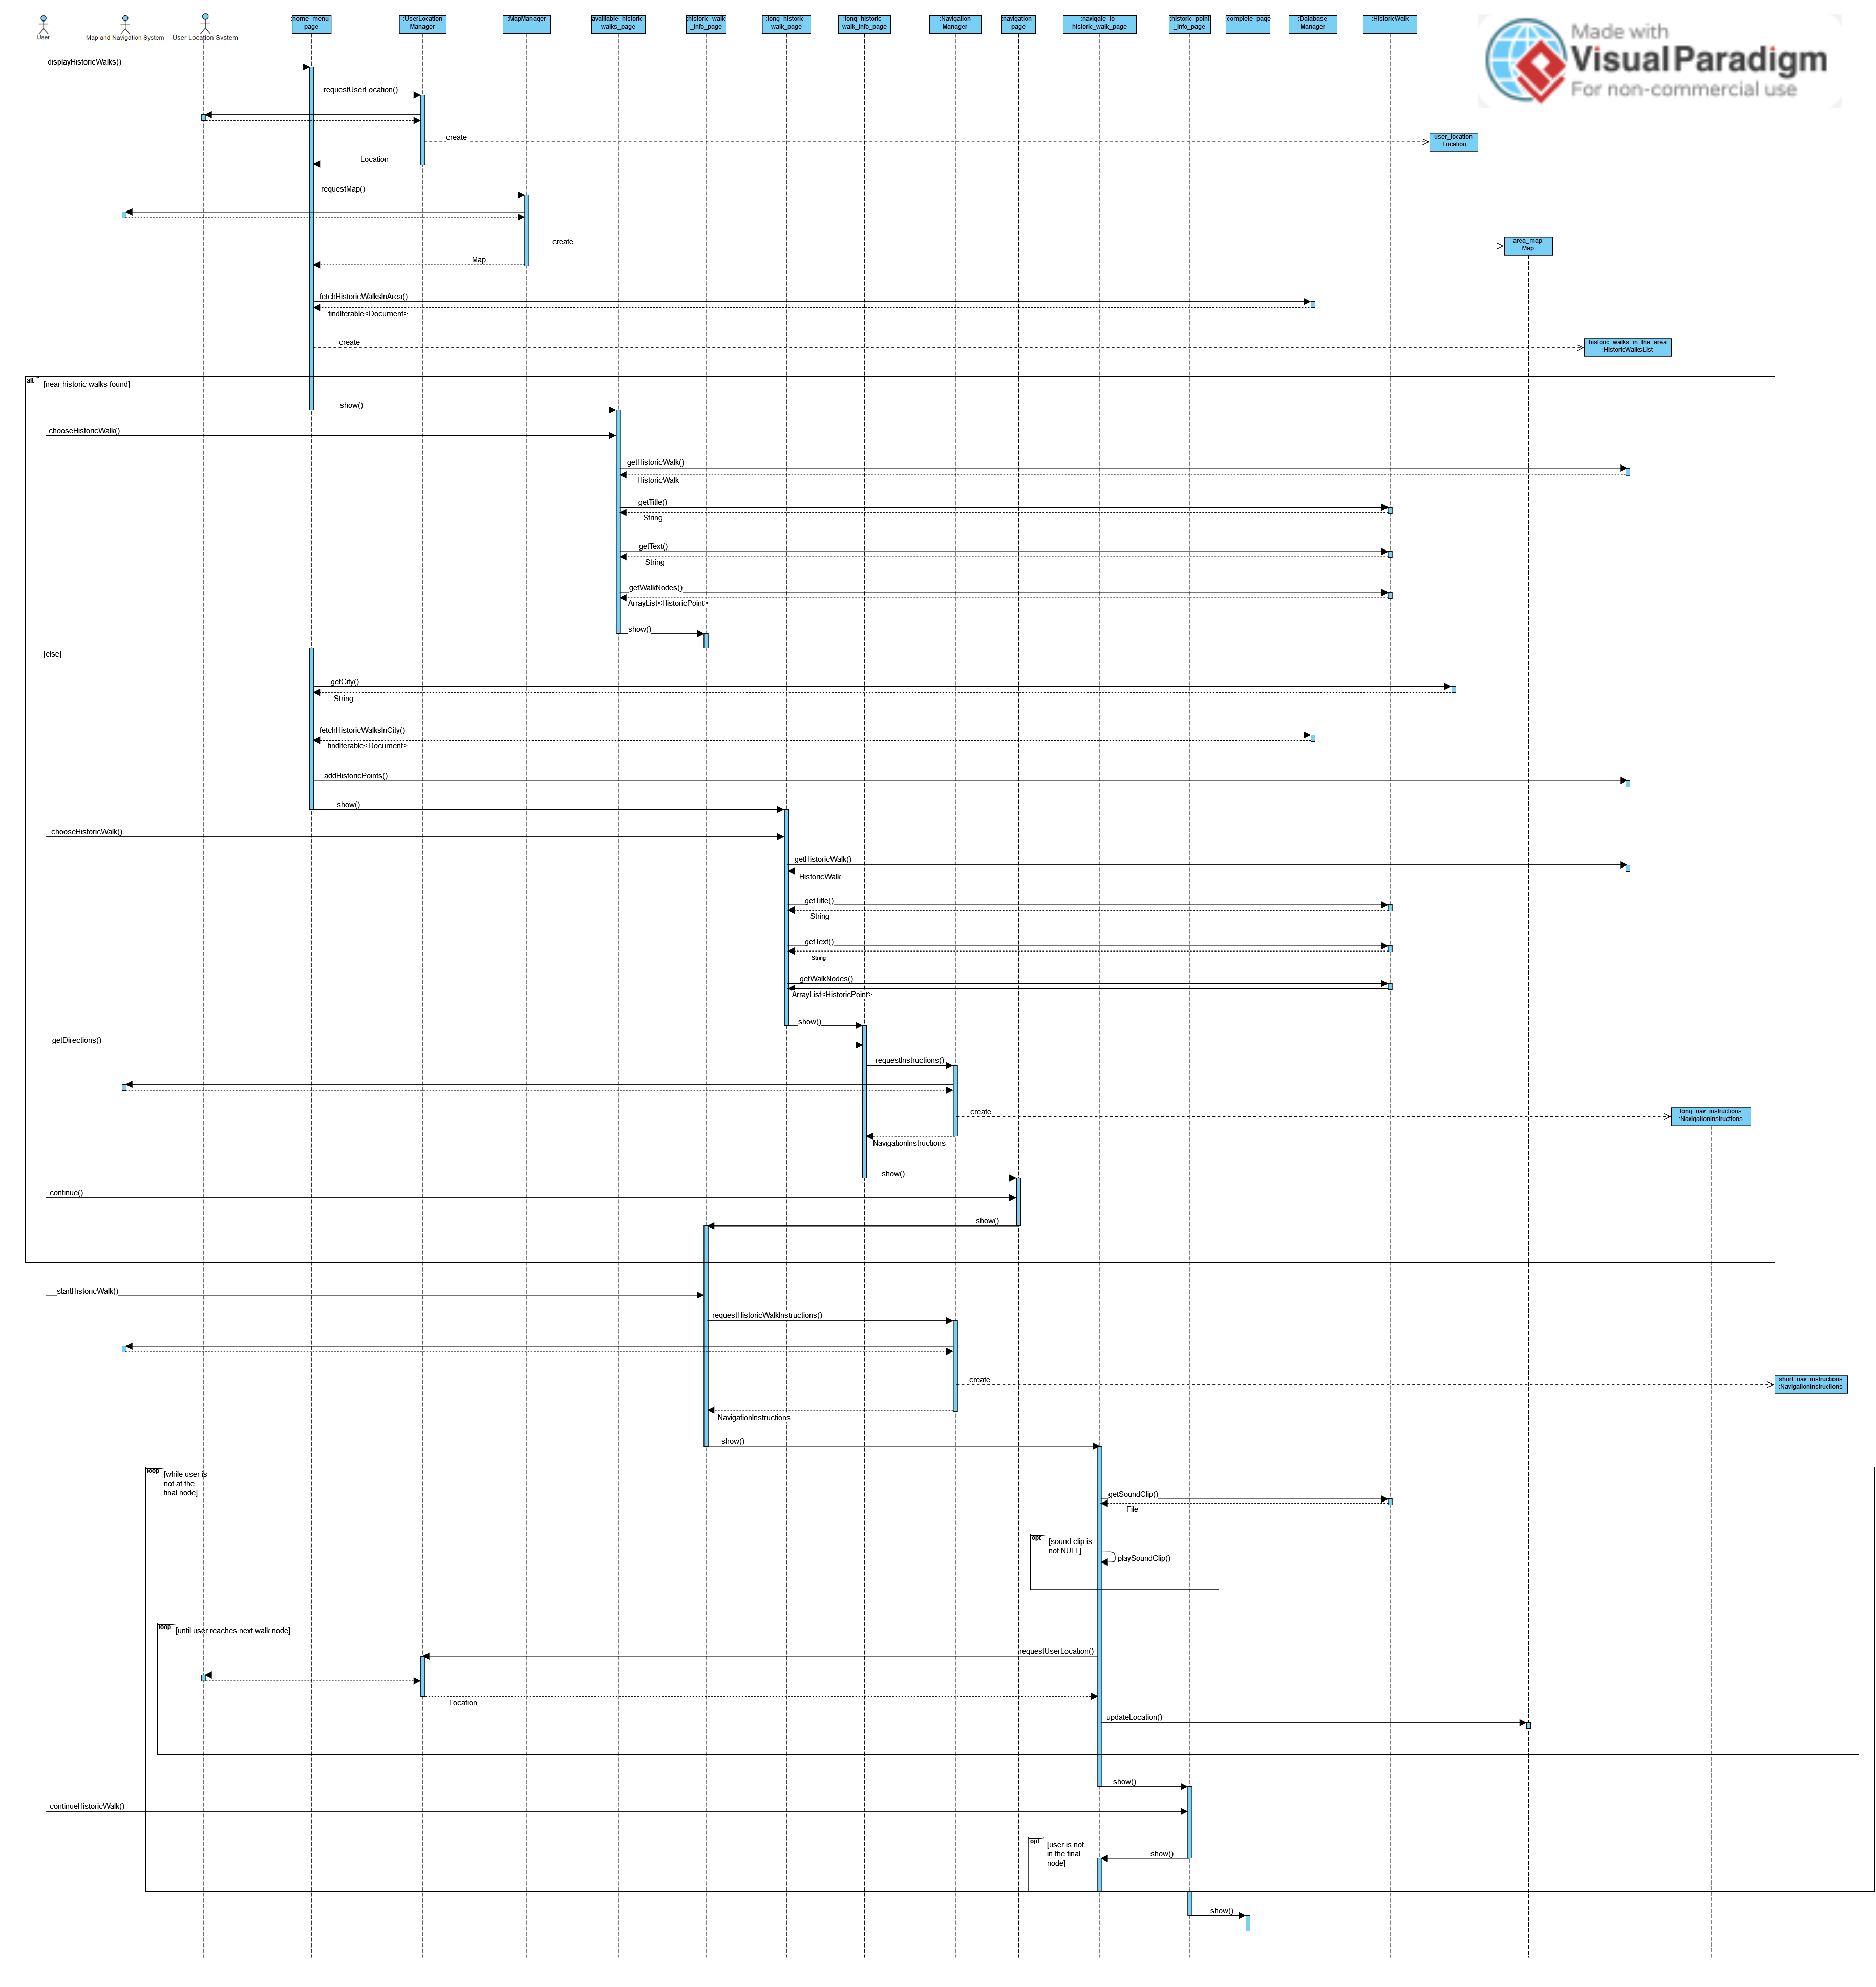 User
Map and Navigation System
User Location System
:home_menu_
page
:UserLocation
Manager
:MapManager
:availiable_historic_
walks_page
:historic_walk
_info_page
:long_historic_
walk_page
:long_historic_
walk_info_page
:Navigation
Manager
:navigation_
page
:navigate_to_
historic_walk_page
:historic_point
_info_page
:complete_page
:Database
Manager
:HistoricWalk
Made with
Visual Paradigm
For non-commercial use
displayHistoricWalks()
requestUserLocation()
create
user_location
:Location
Location
requestMap()
create
area_map:
Map
Map
fetchHistoricWalksInArea()
findIterable<Document>
create
historic_walks_in_the_area
:HistoricWalksList
alt
[near historic walks found]
show()
chooseHistoricWalk()
getHistoricWalk()
HistoricWalk
getTitle()
String
getText()
String
getWalkNodes()
ArrayList<HistoricPoint>
show()
[else]
getCity()
String
fetchHistoricWalksInCity()
findIterable<Document>
addHistoricPoints()
show()
chooseHistoricWalk()
getHistoricWalk()
HistoricWalk
getTitle()
String
getText()
String
getWalkNodes()
ArrayList<HistoricPoint>
show()
getDirections()
requestInstructions()
create
long_nav_instructions
:NavigationInstructions
NavigationInstructions
show()
continue()
show()
startHistoricWalk()
requestHistoricWalkInstructions()
create
short_nav_instructions
:NavigationInstructions
NavigationInstructions
show()
loop
[while user is
not at the
final node]
getSoundClip()
File
opt
[sound clip is
not NULL]
playSoundClip()
loop
[until user reaches next walk node]
requestUserLocation()
Location
updateLocation()
show()
continueHistoricWalk()
opt
[user is not
in the final
node]
show()
show()